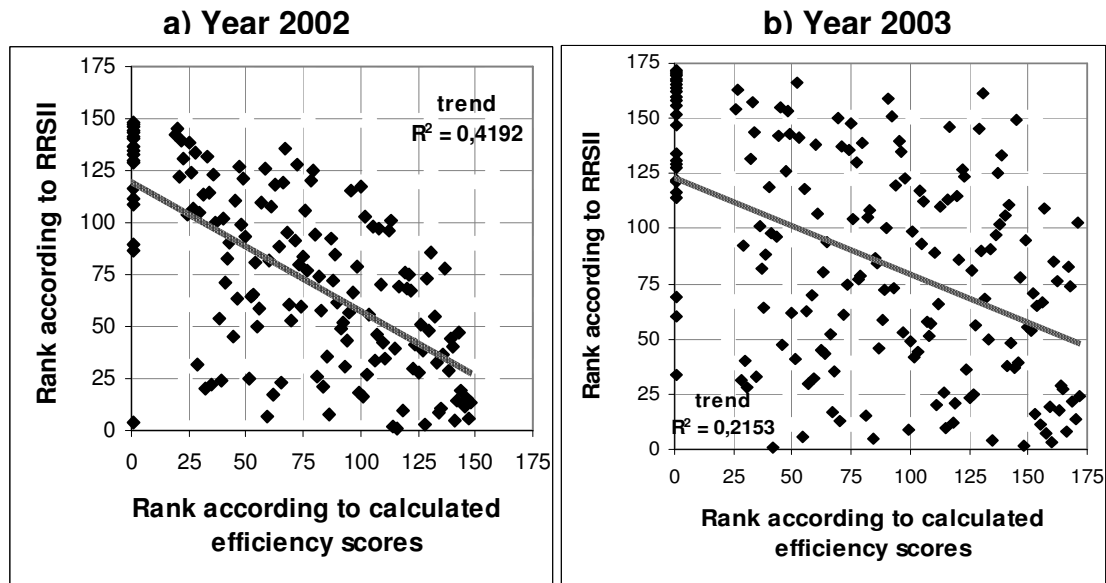 a) Year 2002
175
150
125
100
75
50
25
0
0 25 50 75 100 125 150 175
Rank according to RRSII
trend
R² = 0,4192
Rank according to calculated
efficiency scores
b) Year 2003
175
150
125
100
75
50
25
0
0 25 50 75 100 125 150 175
Rank according to RRSII
trend
R² = 0,2153
Rank according to calculated
efficiency scores